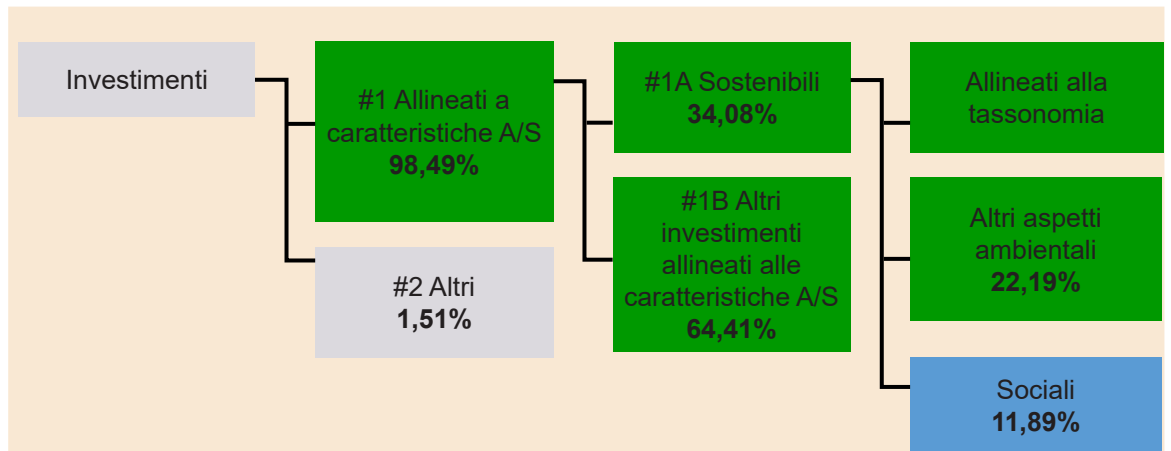 Investimenti
#1 Allineati a
caratteristiche A/S
98,49%
#2 Altri
1,51%
#1A Sostenibili
34,08%
#1B Altri
investimenti
allineati alle
caratteristiche A/S
64,41%
Allineati alla
tassonomia
Altri aspetti
ambientali
22,19%
Sociali
11,89%